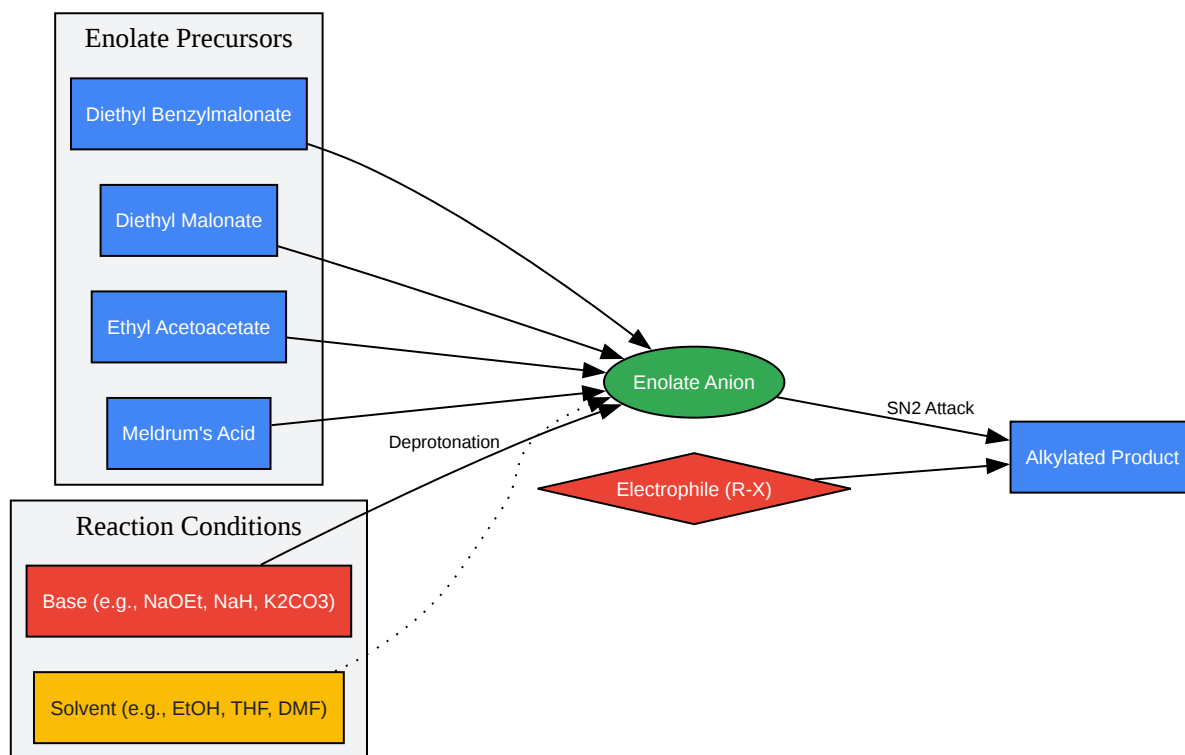 Enolate Precursors
Diethyl Benzylmalonate
Diethyl Malonate
Ethyl Acetoacetate
Meldrum's Acid
Deprotonation
Enolate Anion
SN2 Attack
Electrophile (R-X)
Alkylated Product
Reaction Conditions
Base (e.g., NaOEt, NaH, K2CO3)
Solvent (e.g., EtOH, THF, DMF)